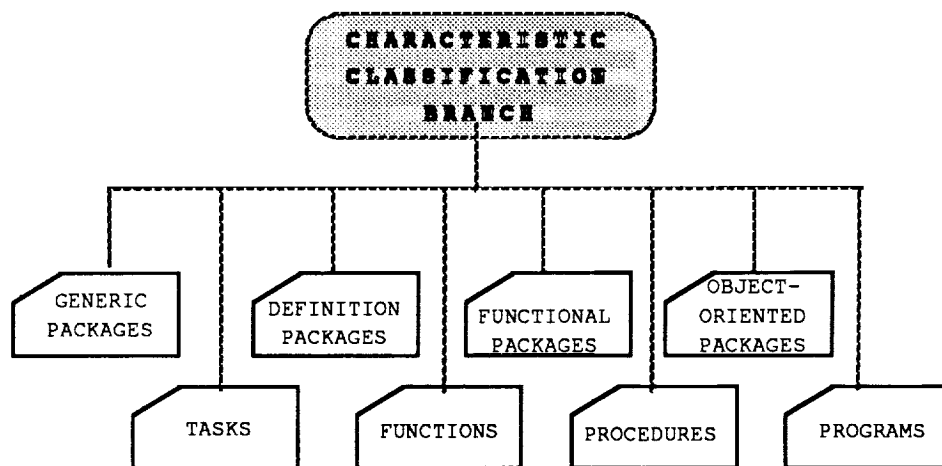 CHARACTERISTIC
CLASSIFICATION
BRANCH
GENERIC
PACKAGES
DEFINITION
PACKAGES
FUNCTIONAL
PACKAGES
OBJECT-
ORIENTED
PACKAGES
TASKS
FUNCTIONS
PROCEDURES
PROGRAMS